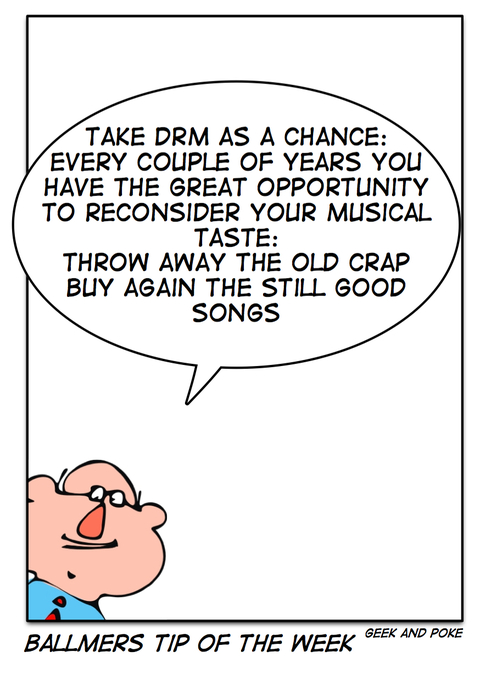 TAKE DRM AS A CHANCE:
EVERY COUPLE OF YEARS YOU
HAVE THE GREAT OPPORTUNITY
TO RECONSIDER YOUR MUSICAL
TASTE:
THROW AWAY THE OLD CRAP
BUY AGAIN THE STILL GOOD
SONGS
BALLMERS TIP OF THE WEEK
GEEK AND POKE